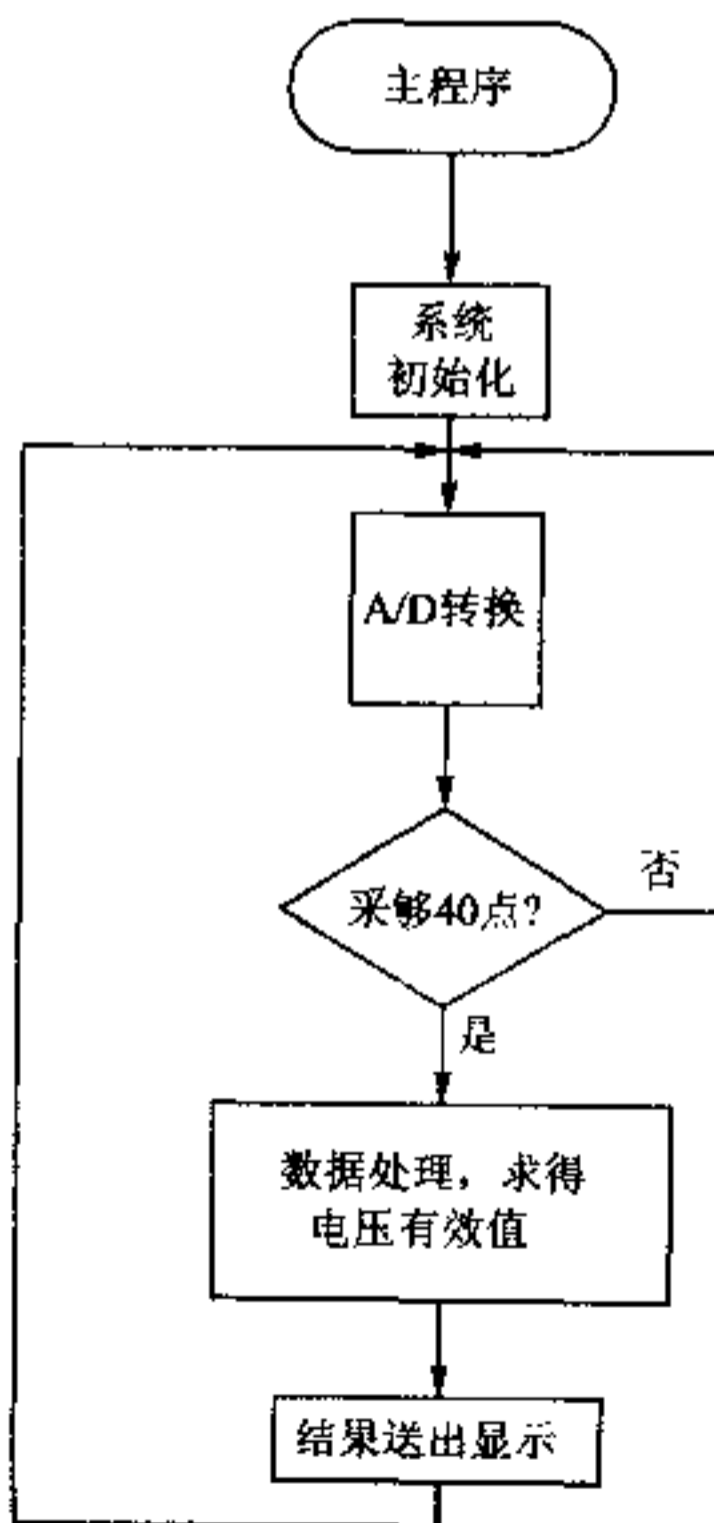 主程序
系统
初始化
A/D转换
采够40点?
否
是
数据处理，求得
电压有效值
结果送出显示